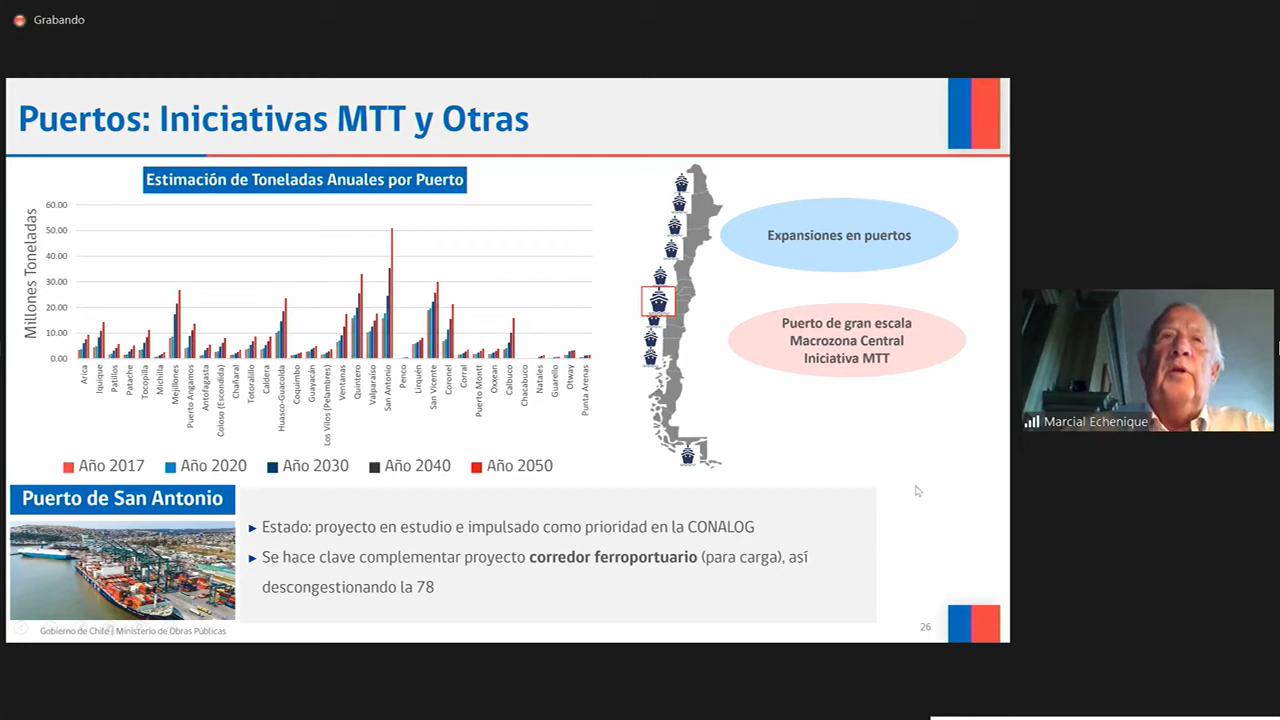 Grabando
Puertos: Iniciativas MTT y Otras
Estimación de Toneladas Anuales por Puerto
Millones Toneladas
60.00
50.00
40.00
30.00
20.00
10.00
0.00
Arica
Iquique
Patillos
Patache
Tocopilla
Michilla
Mejillones
Puerto Angamos
Antofagasta
Coloso (Escondida)
Chañaral
Totoralillo
Caldera
Huasco-Guacolda
Coquimbo
Guayacán
Los Vilos (Pelambres)
Ventanas
Quintero
Valparaíso
San Antonio
Penco
Lirquén
San Vicente
Coronel
Corral
Puerto Montt
Oxxean
Calbuco
Chacabuco
Natales
Guarello
Otway
Punta Arenas
Año 2017
Año 2020
Año 2030
Año 2040
Año 2050
Expansiones en puertos
Puerto de gran escala
Macrozona Central
Iniciativa MTT
Marcial Echenique
Puerto de San Antonio
Estado: proyecto en estudio e impulsado como prioridad en la CONALOG
Se hace clave complementar proyecto corredor ferroportuario (para carga), así
descongestionando la 78
Gobierno de Chile | Ministerio de Obras Públicas
26